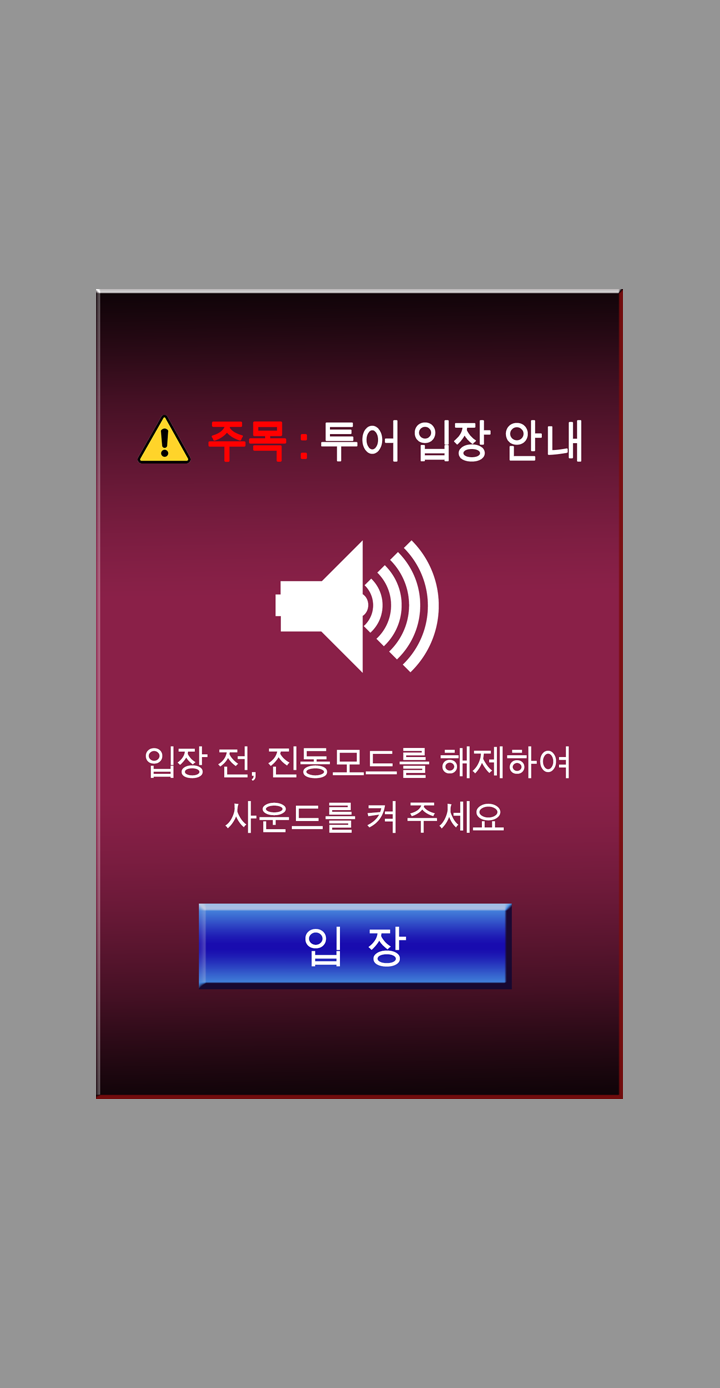 주목 : 투어 입장 안내
입장 전, 진동모드를 해제하여
사운드를 켜 주세요
입 장